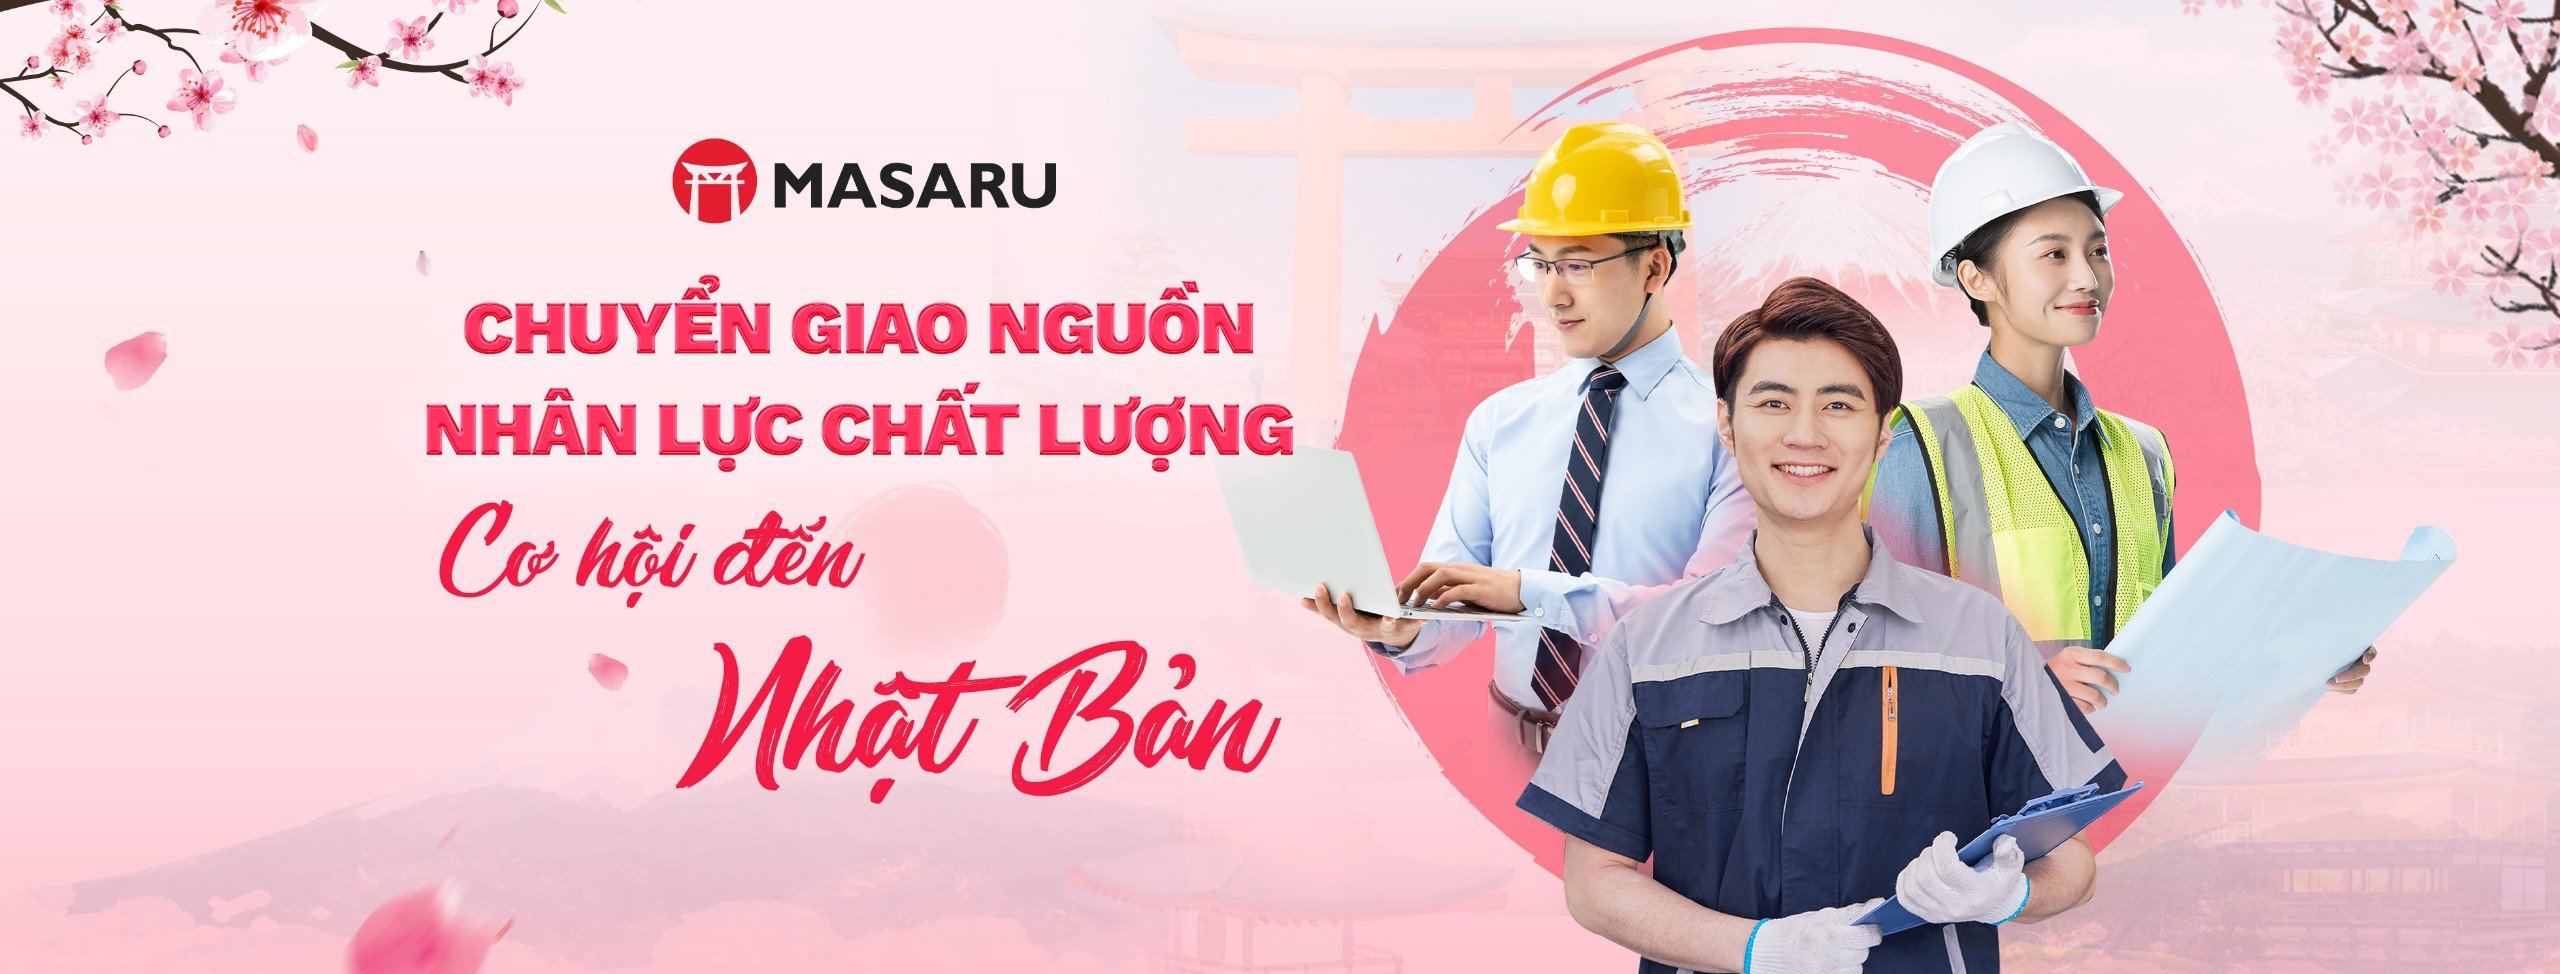 MASARU
CHUYỂN GIAO NGUỒN
NHÂN LỰC CHẤT LƯỢNG
Cơ hội đến
Nhật Bản